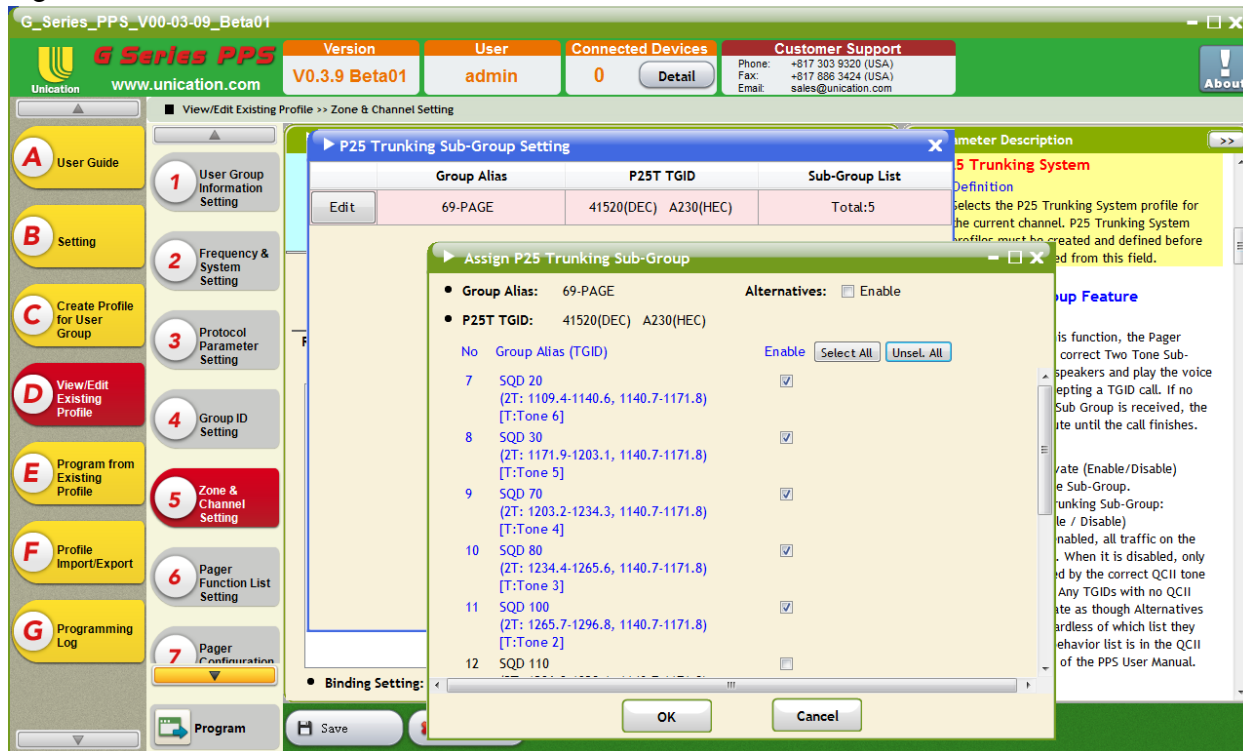 G_Series_PPS_V00-03-09_Beta01
Unication
G Series PPS
www.unication.com
Version
V0.3.9 Beta01
User
admin
Connected Devices
0
Detail
Customer Support
Phone: +817 303 9320 (USA)
Fax: +817 886 3424 (USA)
Email: sales@unication.com
About
View/Edit Existing Profile >> Zone & Channel Setting
A User Guide
B Setting
C Create Profile for User Group
D View/Edit Existing Profile
E Program from Existing Profile
F Profile Import/Export
G Programming Log
1 User Group Information Setting
2 Frequency & System Setting
3 Protocol Parameter Setting
4 Group ID Setting
5 Zone & Channel Setting
6 Pager Function List Setting
7 Pager Configuration
Program
P25 Trunking Sub-Group Setting
X
Group Alias P25T TGID Sub-Group List
Edit 69-PAGE 41520(DEC) A230(HEC) Total:5
Assign P25 Trunking Sub-Group
Group Alias: 69-PAGE Alternatives: Enable
P25T TGID: 41520(DEC) A230(HEC)
No Group Alias (TGID) Enable Select All Unsel. All
7 SQD 20
(2T: 1109.4-1140.6, 1140.7-1171.8)
[T:Tone 6]
8 SQD 30
(2T: 1171.9-1203.1, 1140.7-1171.8)
[T:Tone 5]
9 SQD 70
(2T: 1203.2-1234.3, 1140.7-1171.8)
[T:Tone 4]
10 SQD 80
(2T: 1234.4-1265.6, 1140.7-1171.8)
[T:Tone 3]
11 SQD 100
(2T: 1265.7-1296.8, 1140.7-1171.8)
[T:Tone 2]
12 SQD 110
OK
Cancel
Binding Setting:
Save
meter Description
>>
5 Trunking System
Definition
Selects the P25 Trunking System profile for
the current channel. P25 Trunking System
profiles must be created and defined before
ed from this field.
up Feature
is function, the Pager
correct Two Tone Sub-
speakers and play the voice
epting a TGID call. If no
Sub Group is received, the
te until the call finishes.
vate (Enable/Disable)
e Sub-Group.
runking Sub-Group:
le / Disable)
nabled, all traffic on the
. When it is disabled, only
d by the correct QCII tone
Any TGIDs with no QCII
ate as though Alternatives
ardless of which list they
ehavior list is in the QCII
of the PPS User Manual.